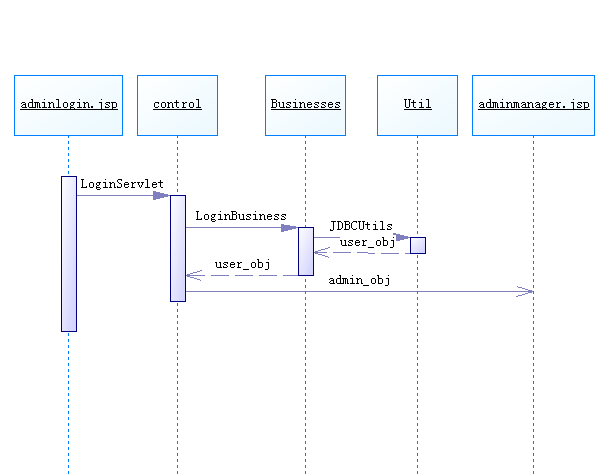 adminlogin.jsp
control
Businesses
Util
adminmanager.jsp
LoginServlet
LoginBusiness
JDBCUtils
user_obj
user_obj
admin_obj